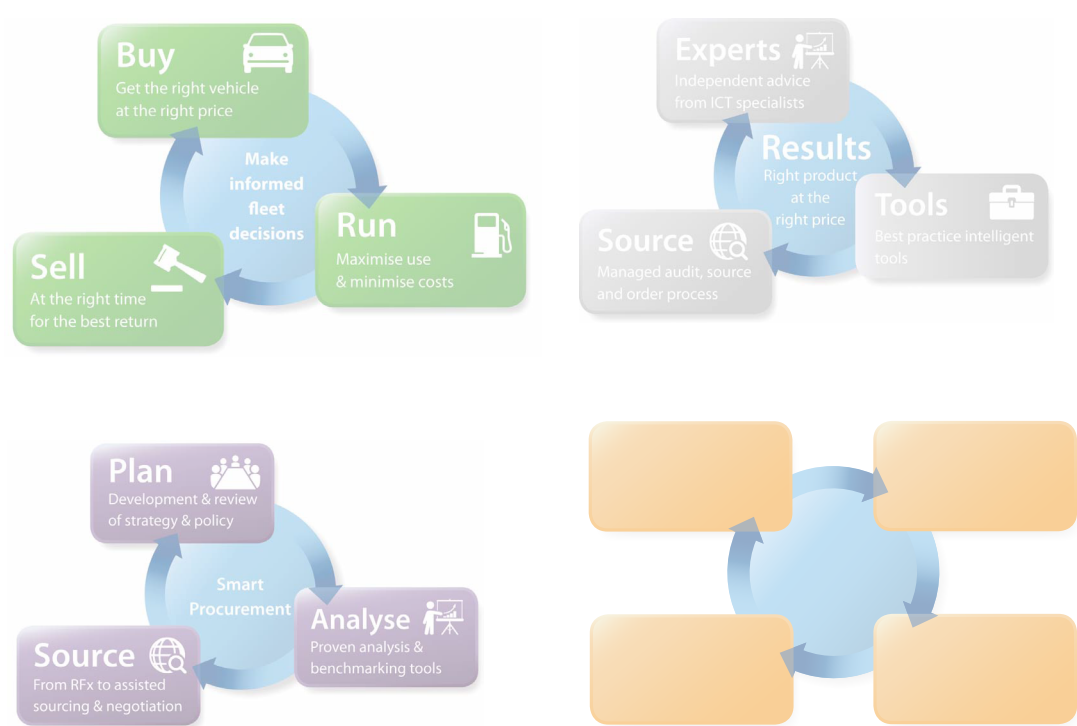 Buy
Get the right vehicle
at the right price
Make
informed
fleet
decisions
Run
Maximise use
& minimise costs
Sell
At the right time
for the best return
Experts
Independent advice
from ICT specialists
Results
Right product
at the
right price
Tools
Best practice intelligent
tools
Source
Managed audit, source
and order process
Plan
Development & review
of strategy & policy
Smart
Procurement
Analyse
Proven analysis &
benchmarking tools
Source
From RFx to assisted
sourcing & negotiation